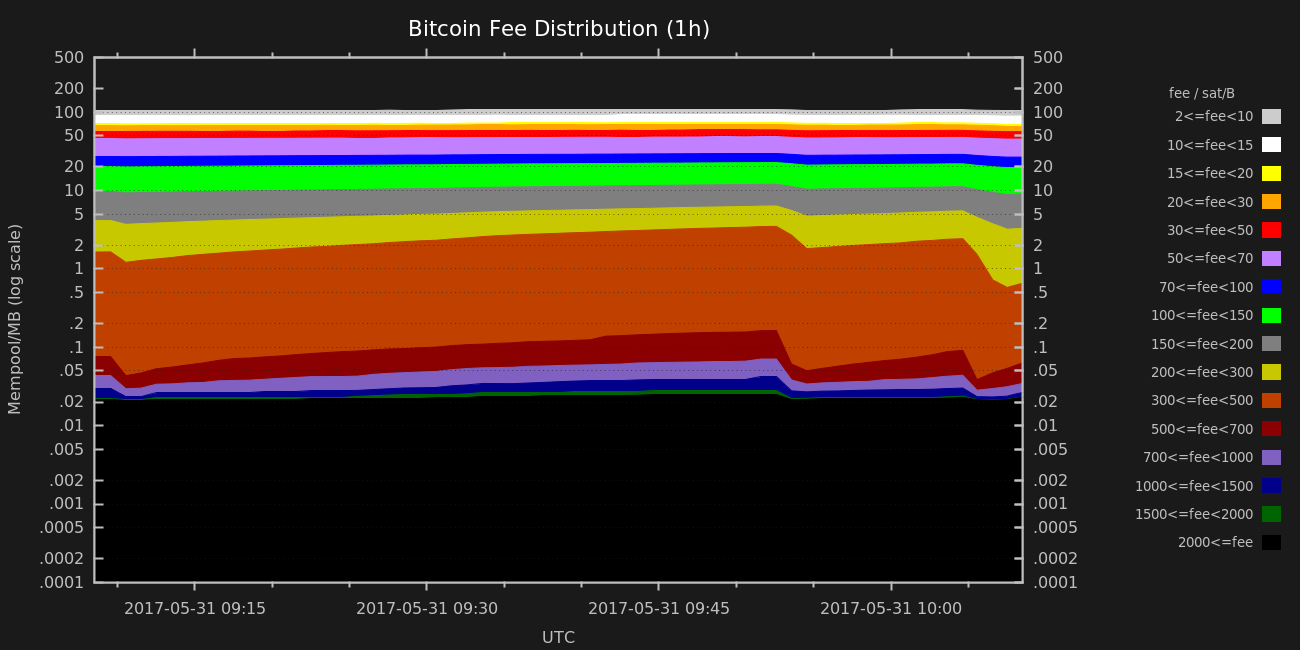 Bitcoin Fee Distribution (1h)
Mempool/MB (log scale)
500
200
100
50
20
10
5
2
1
.5
.2
.1
.05
.02
.01
.005
.002
.001
.0005
.0002
.0001
500
200
100
50
20
10
5
2
1
.5
.2
.1
.05
.02
.01
.005
.002
.001
.0005
.0002
.0001
fee / sat/B
2<=fee<10
10<=fee<15
15<=fee<20
20<=fee<30
30<=fee<50
50<=fee<70
70<=fee<100
100<=fee<150
150<=fee<200
200<=fee<300
300<=fee<500
500<=fee<700
700<=fee<1000
1000<=fee<1500
1500<=fee<2000
2000<=fee
2017-05-31 09:15
2017-05-31 09:30
2017-05-31 09:45
2017-05-31 10:00
UTC